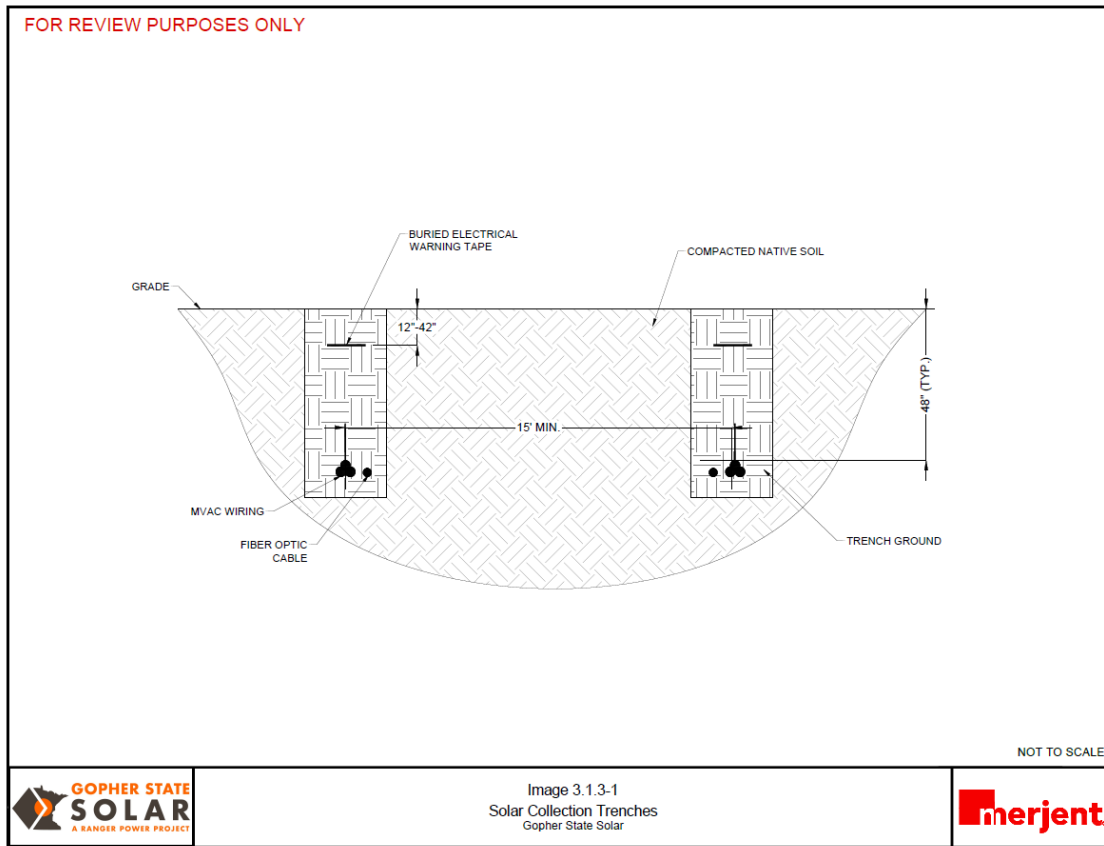 FOR REVIEW PURPOSES ONLY
BURIED ELECTRICAL
WARNING TAPE
COMPACTED NATIVE SOIL
GRADE
12"-42"
48" (TYP.)
15' MIN.
MVAC WIRING
FIBER OPTIC
CABLE
TRENCH GROUND
NOT TO SCALE
GOPHER STATE
SOLAR
A RANGER POWER PROJECT
Image 3.1.3-1
Solar Collection Trenches
Gopher State Solar
merjent.